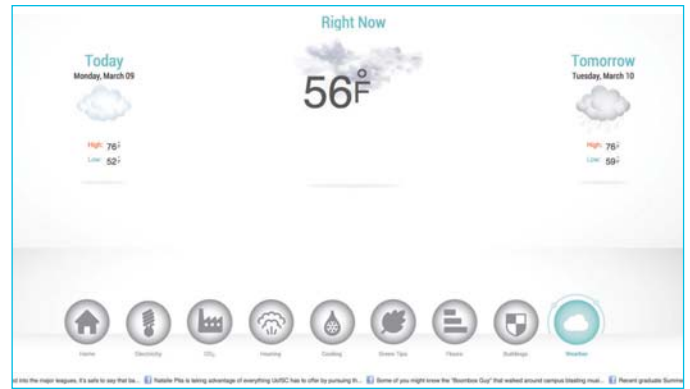 Right Now
56°F
Today
Monday, March 09
High: 76°F
Low: 52°F
Tomorrow
Tuesday, March 10
High: 76°F
Low: 59°F
Home Electricity CO₂ Heating Cooling Green Tips Floors Buildings Weather
d into the major leagues, it's safe to say that ba... Natalie Pita is taking advantage of everything UofSC has to offer by pursuing th... Some of you might know the "Boombox Guy" that walked around campus blasting musi... Recent graduate Summe